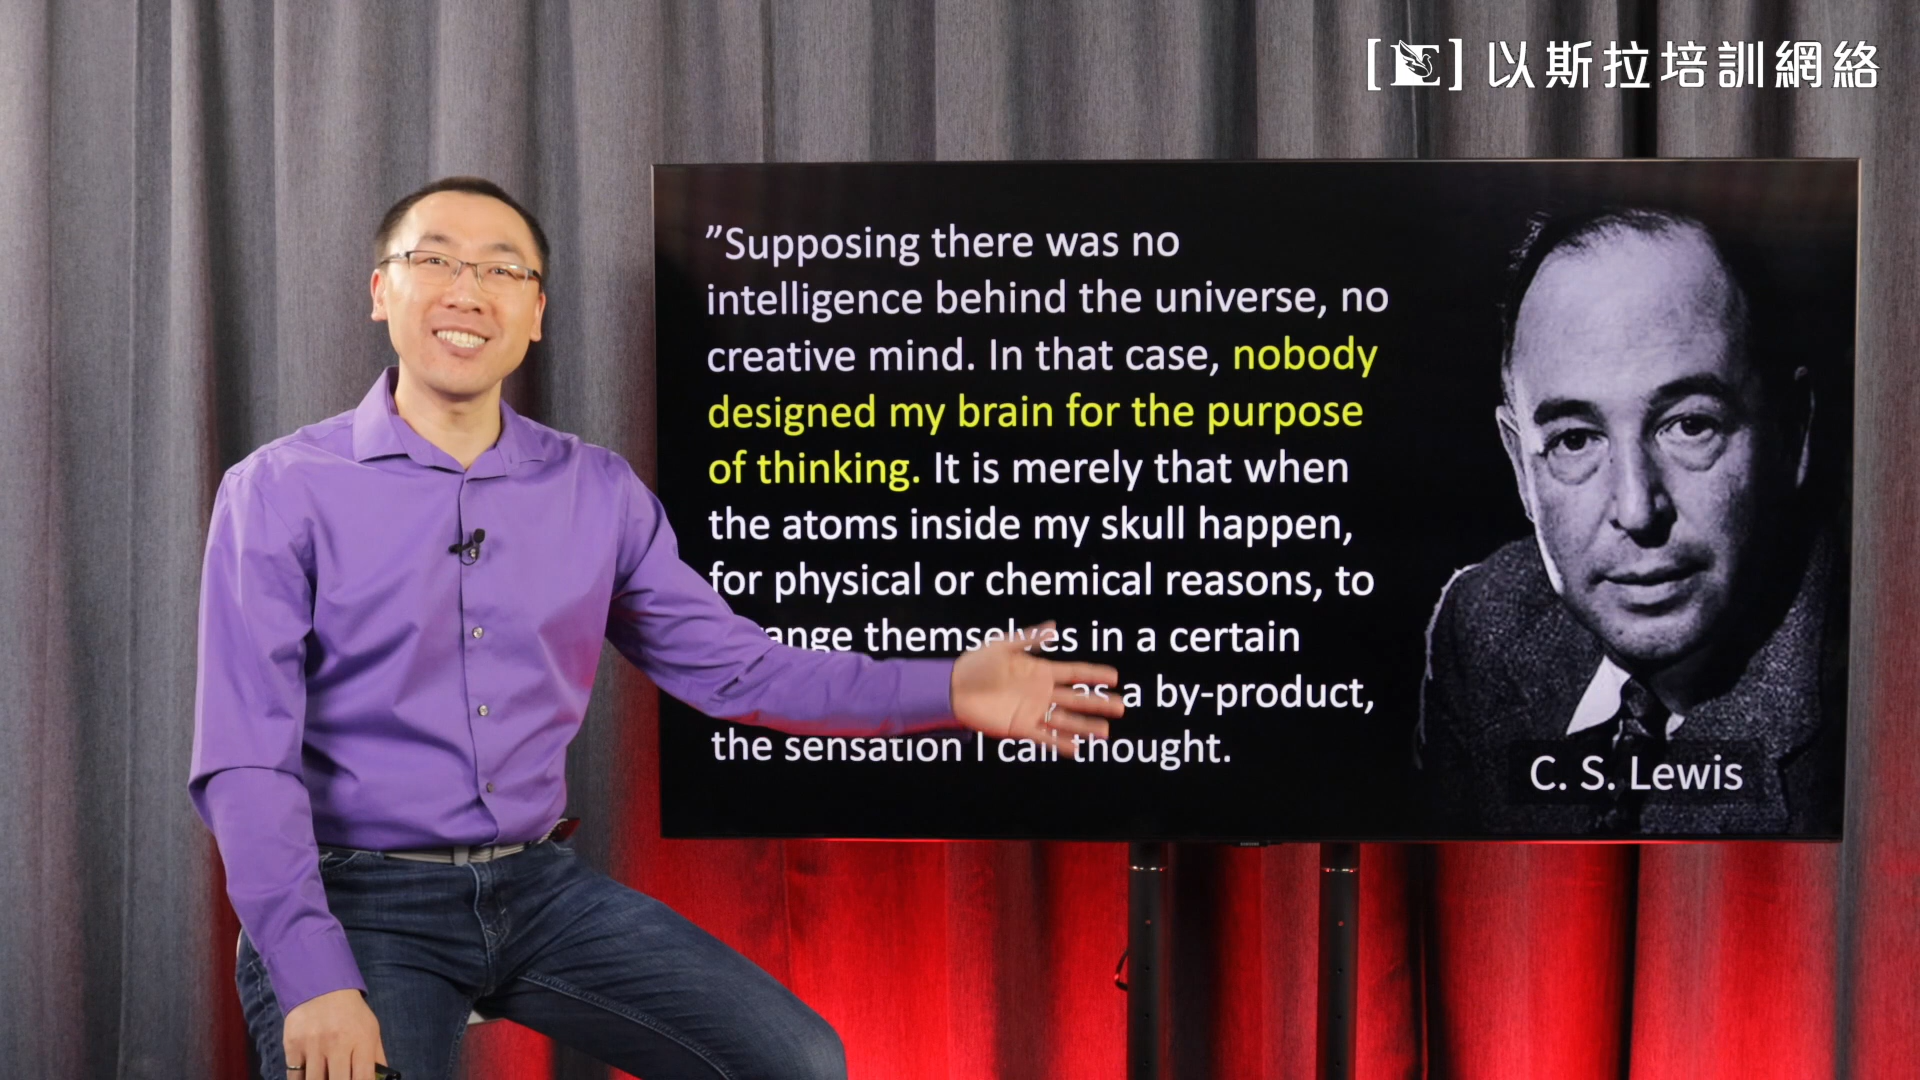 [E] 以斯拉培訓網絡
”Supposing there was no
intelligence behind the universe, no
creative mind. In that case, nobody
designed my brain for the purpose
of thinking. It is merely that when
the atoms inside my skull happen,
for physical or chemical reasons, to
themselves in a certain
as a by-product,
the sensation I call thought.
C. S. Lewis
SAMSUNG